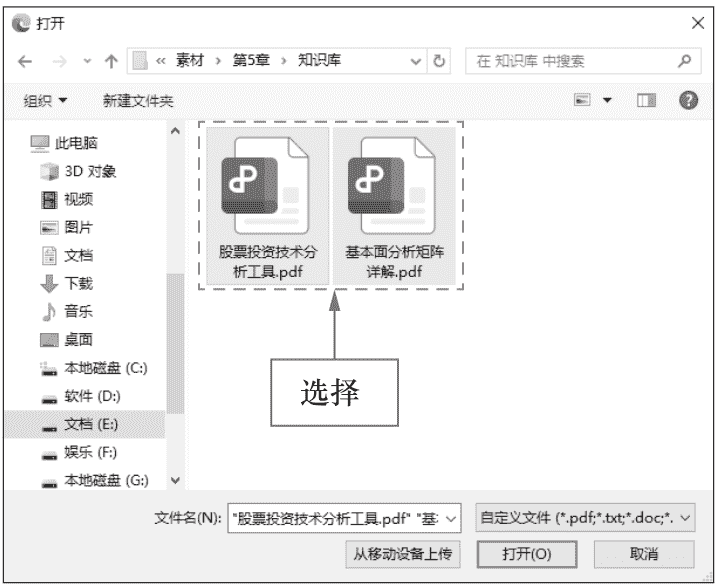 打开
« 素材 › 第5章 › 知识库
在 知识库 中搜索
组织
新建文件夹
此电脑
3D 对象
视频
图片
文档
下载
音乐
桌面
本地磁盘 (C:)
软件 (D:)
文档 (E:)
娱乐 (F:)
本地磁盘 (G:)
股票投资技术分
析工具.pdf
基本面分析矩阵
详解.pdf
选择
文件名(N):
"股票投资技术分析工具.pdf" "基
自定义文件 (*.pdf;*.txt;*.doc;*.
从移动设备上传
打开(O)
取消